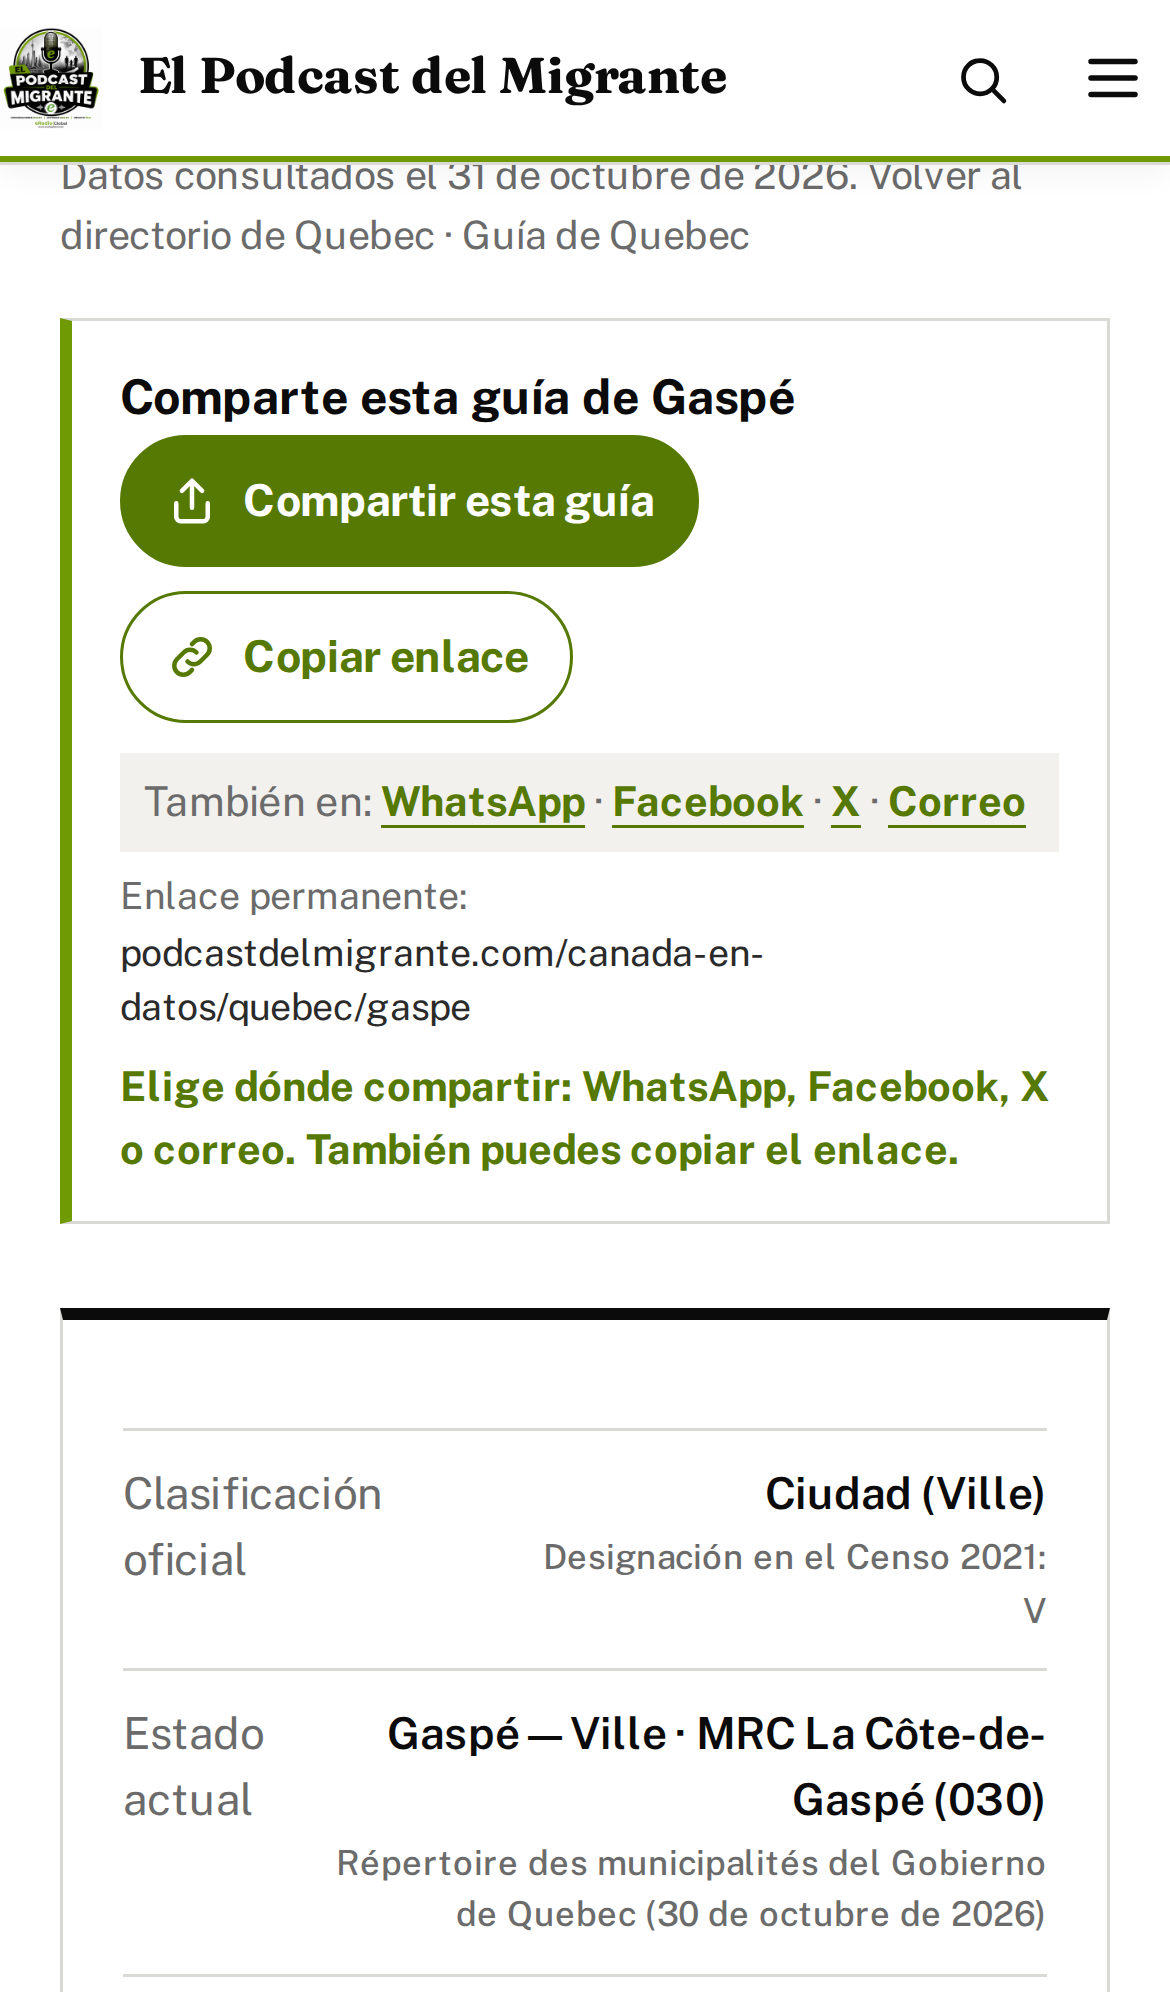 EL
PODCAST
DEL
MIGRANTE
El Podcast del Migrante
Datos consultados el 31 de octubre de 2026. Volver al
directorio de Quebec · Guía de Quebec
Comparte esta guía de Gaspé
Compartir esta guía
Copiar enlace
También en: WhatsApp · Facebook · X · Correo
Enlace permanente:
podcastdelmigrante.com/canada-en-
datos/quebec/gaspe
Elige dónde compartir: WhatsApp, Facebook, X
o correo. También puedes copiar el enlace.
Clasificación
oficial
Ciudad (Ville)
Designación en el Censo 2021:
V
Estado
actual
Gaspé — Ville · MRC La Côte-de-
Gaspé (030)
Répertoire des municipalités del Gobierno
de Quebec (30 de octubre de 2026)